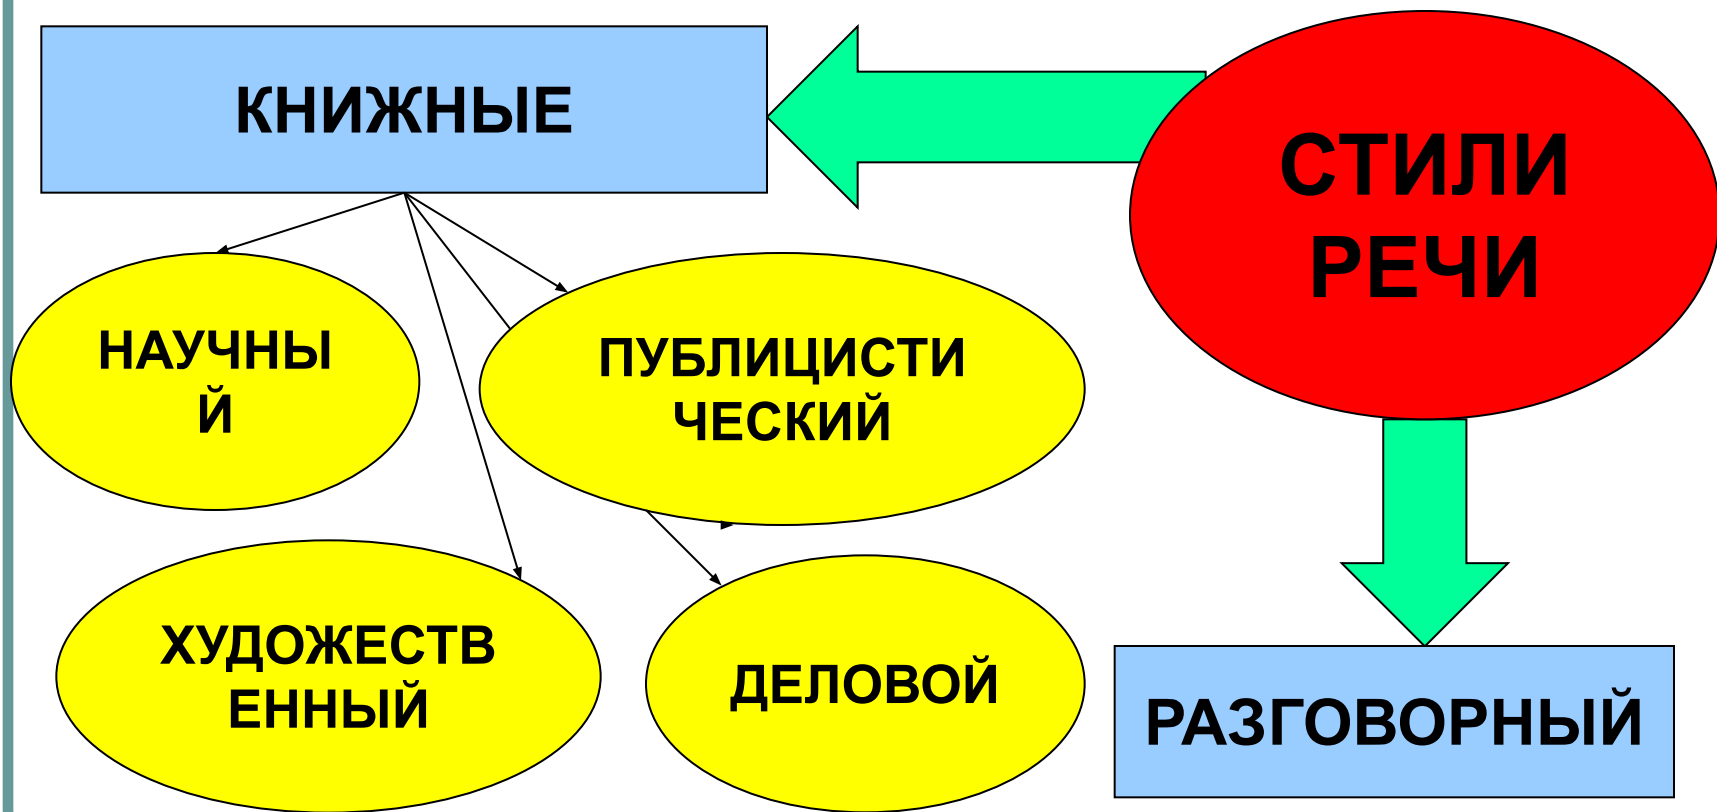 КНИЖНЫЕ
СТИЛИ
РЕЧИ
НАУЧНЫ
Й
ПУБЛИЦИСТИ
ЧЕСКИЙ
ХУДОЖЕСТВ
ЕННЫЙ
ДЕЛОВОЙ
РАЗГОВОРНЫЙ